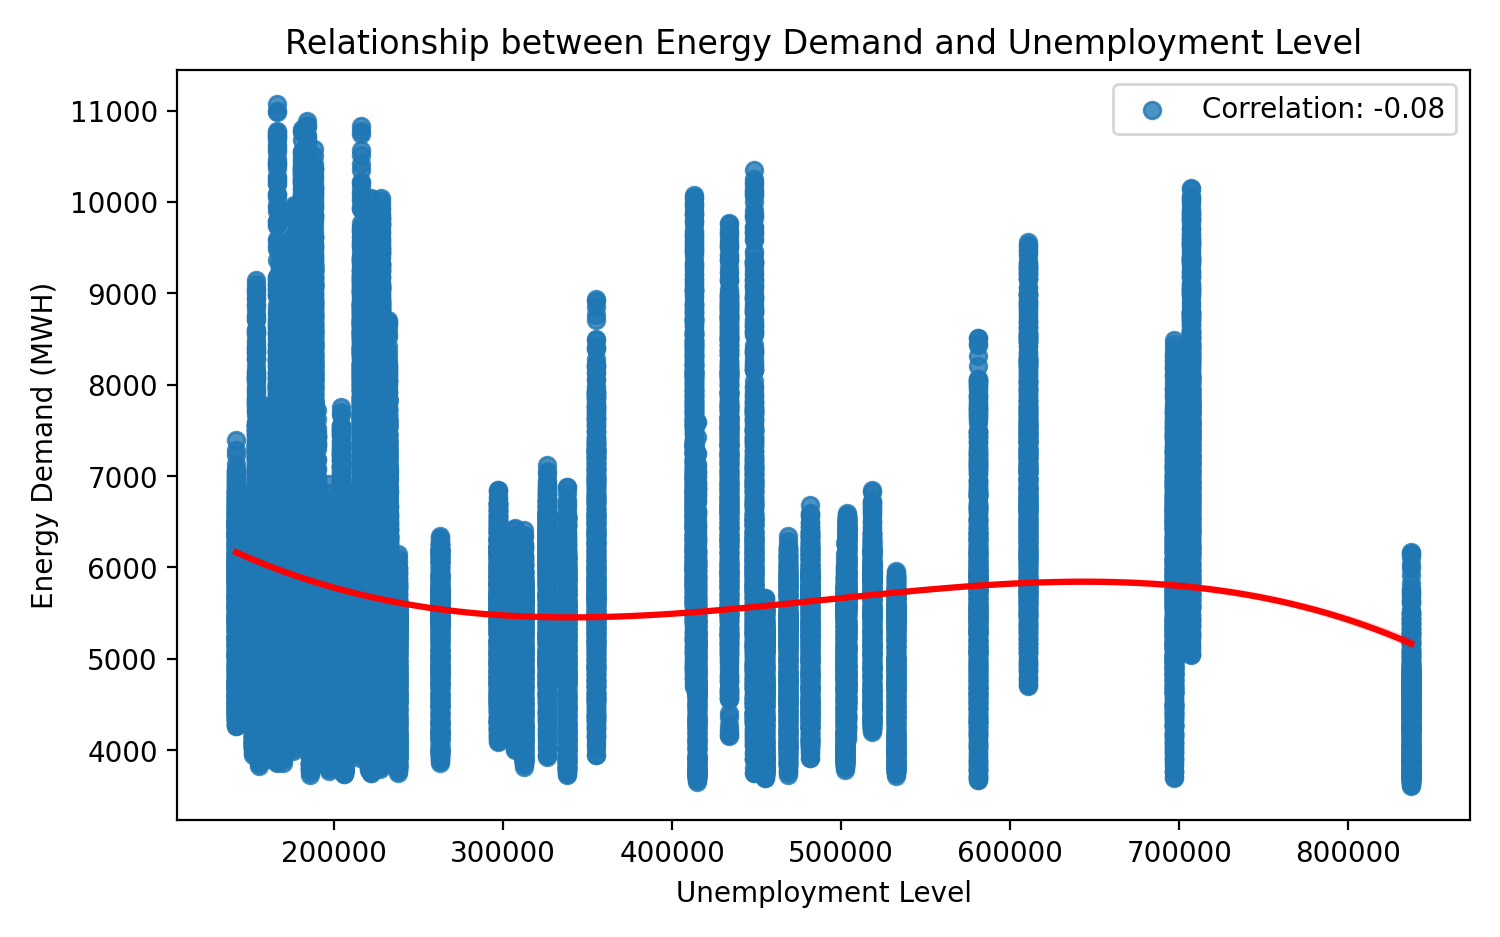 Relationship between Energy Demand and Unemployment Level
Correlation: -0.08
Energy Demand (MWH)
11000
10000
9000
8000
7000
6000
5000
4000
200000 300000 400000 500000 600000 700000 800000
Unemployment Level